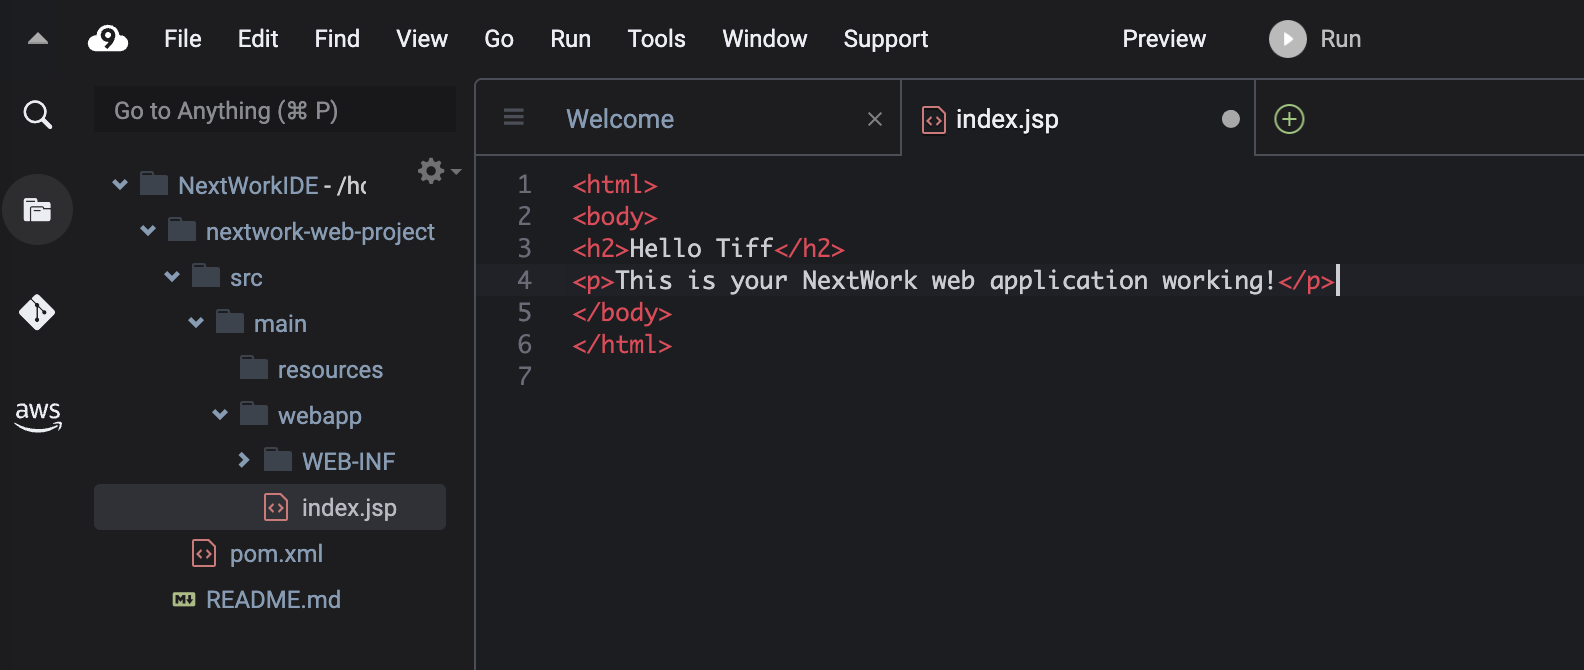 9 File Edit Find View Go Run Tools Window Support Preview Run
Go to Anything (⌘ P)
Welcome
index.jsp
NextWorkIDE - /hc
nextwork-web-project
src
main
resources
webapp
WEB-INF
index.jsp
pom.xml
M README.md
aws
1 <html>
2 <body>
3 <h2>Hello Tiff</h2>
4 <p>This is your NextWork web application working!</p>
5 </body>
6 </html>
7